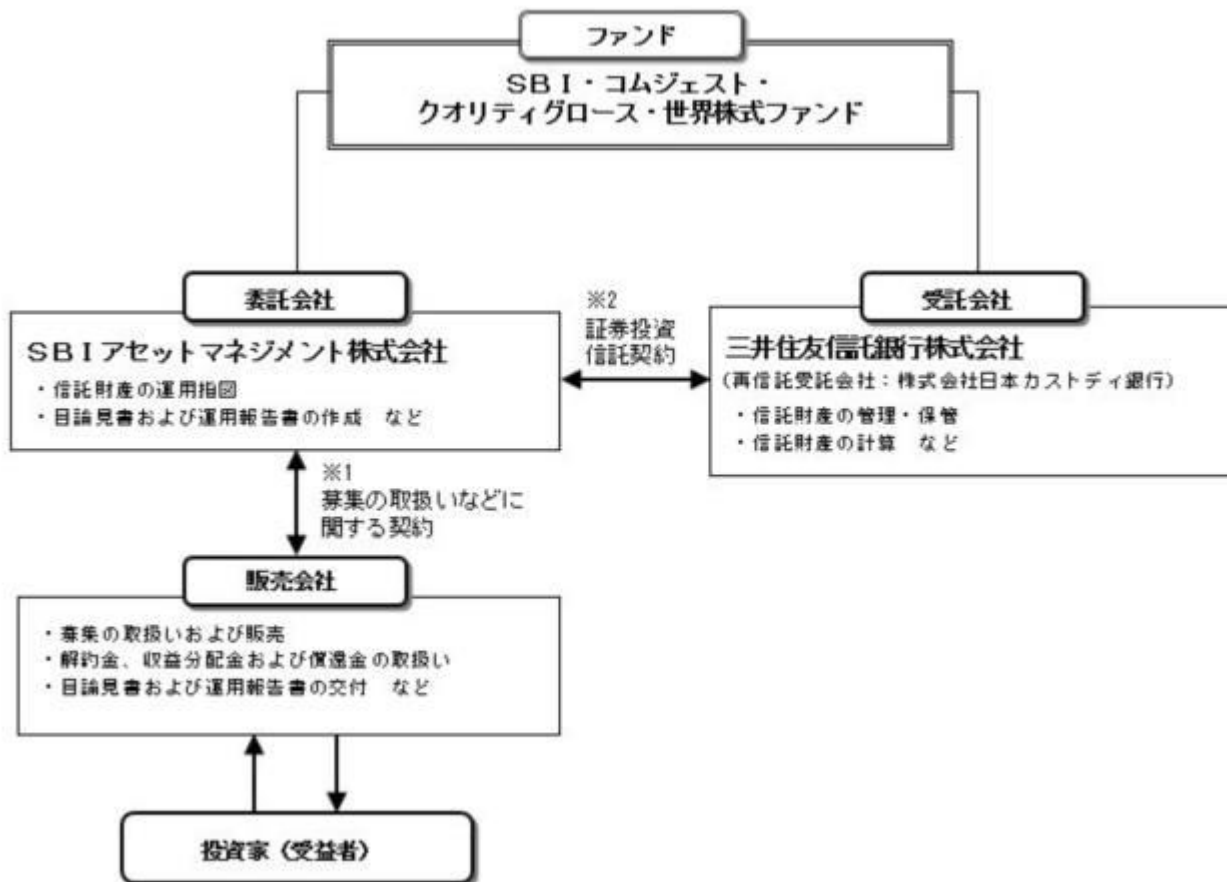 ファンド
ＳＢＩ・コムジェスト・
クオリティグロース・世界株式ファンド
委託会社
ＳＢＩアセットマネジメント株式会社
・信託財産の運用指図
・目論見書および運用報告書の作成　など
※2
証券投資
信託契約
受託会社
三井住友信託銀行株式会社
(再信託受託会社：株式会社日本カストディ銀行)
・信託財産の管理・保管
・信託財産の計算　など
※1
募集の取扱いなどに
関する契約
販売会社
・募集の取扱いおよび販売
・解約金、収益分配金および償還金の取扱い
・目論見書および運用報告書の交付　など
投資家（受益者）